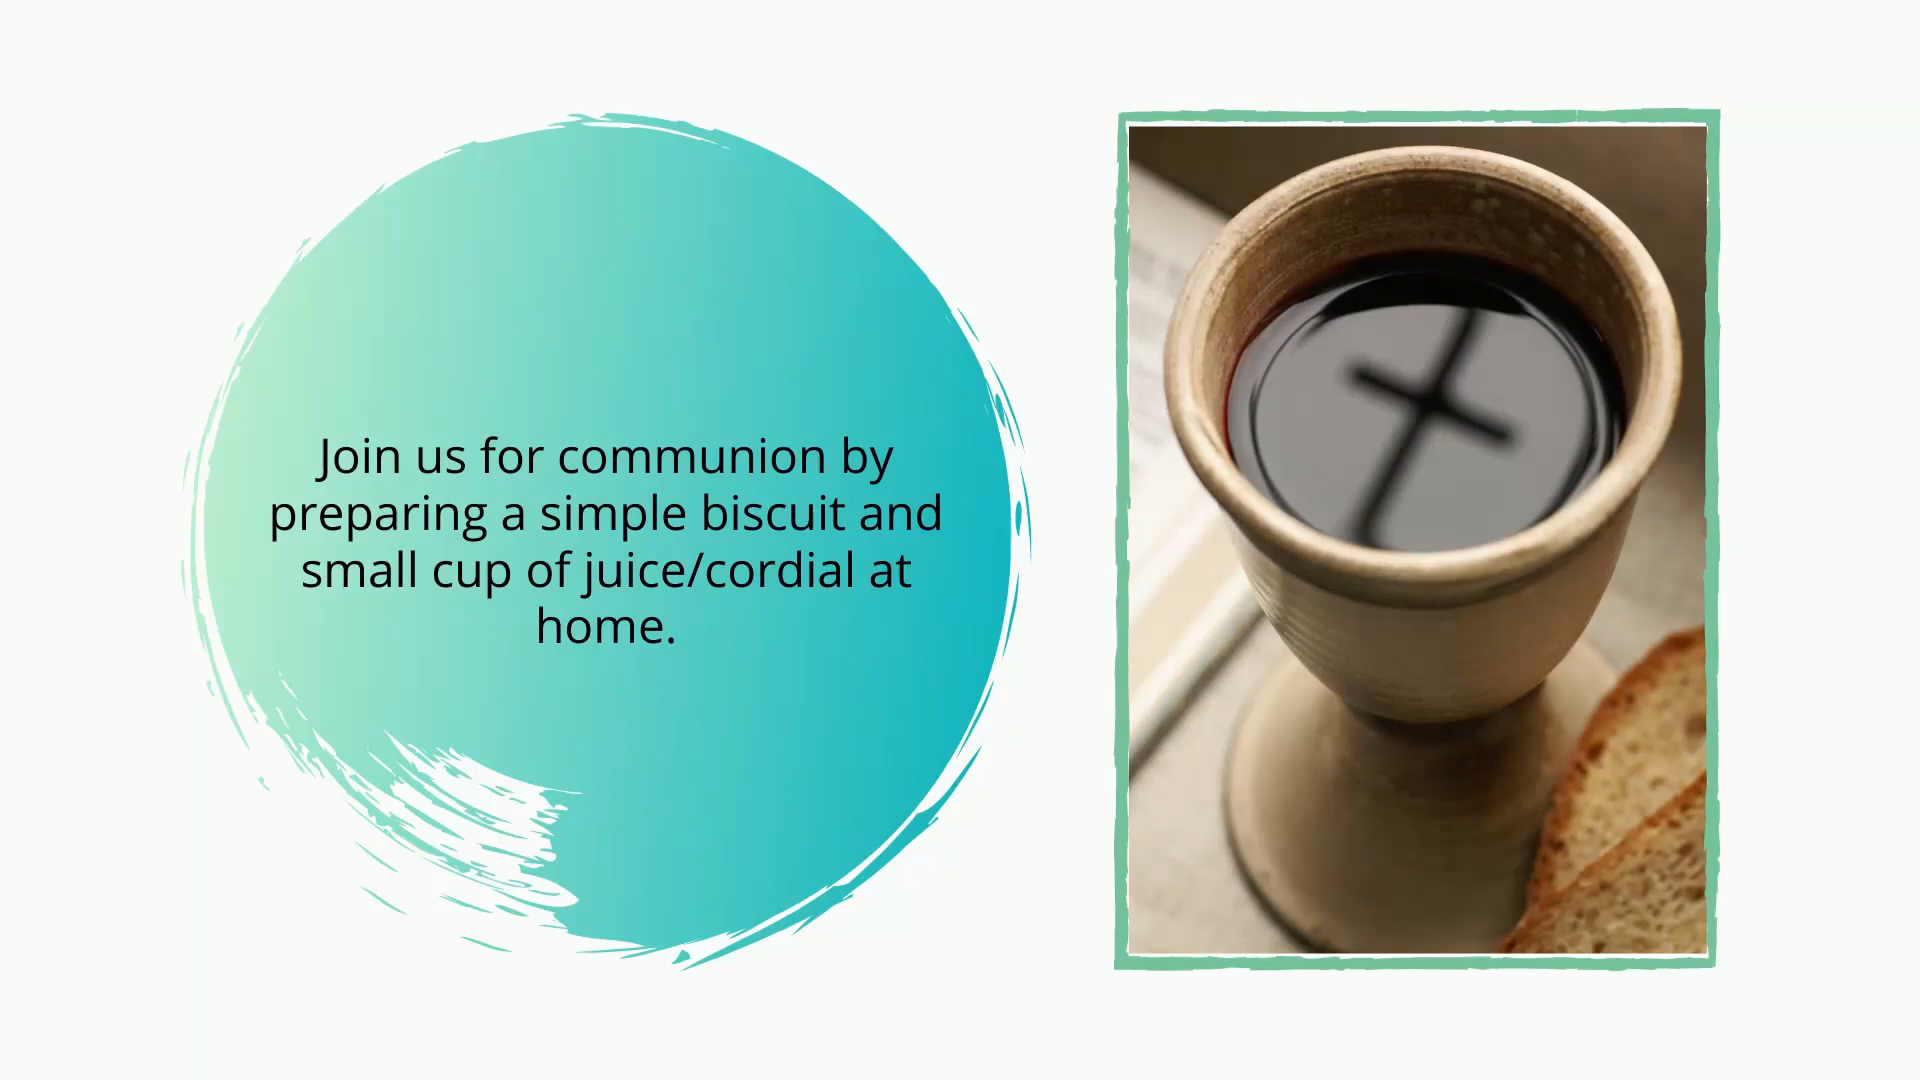 Join us for communion by
preparing a simple biscuit and
small cup of juice/cordial at
home.